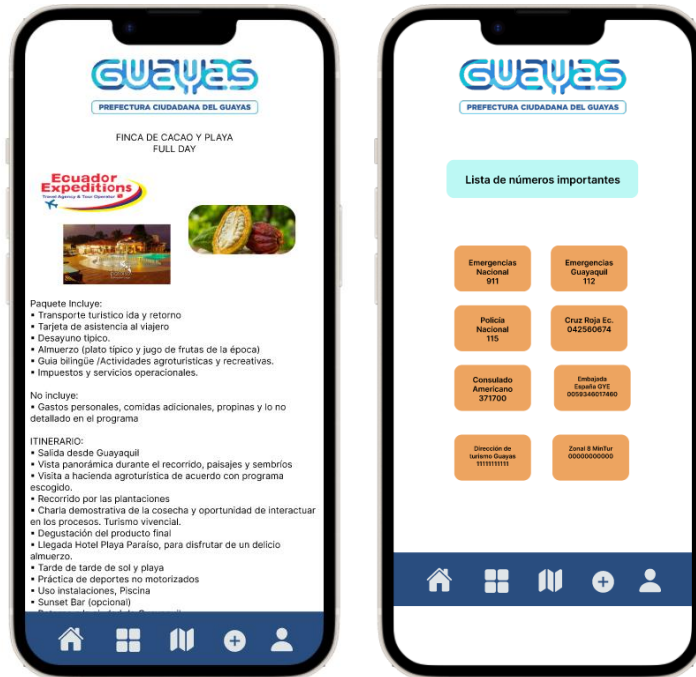 GUAYAS
PREFECTURA CIUDADANA DEL GUAYAS
FINCA DE CACAO Y PLAYA
FULL DAY
Ecuador
Expeditions
Travel Agency & Tour Operator
Paquete Incluye:
▪ Transporte turistico ida y retorno
▪ Tarjeta de asistencia al viajero
▪ Desayuno tipico.
▪ Almuerzo (plato típico y jugo de frutas de la época)
▪ Guia bilingüe /Actividades agroturísticas y recreativas.
▪ Impuestos y servicios operacionales.
No incluye:
▪ Gastos personales, comidas adicionales, propinas y lo no
detallado en el programa
ITINERARIO:
▪ Salida desde Guayaquil
▪ Vista panorámica durante el recorrido, paisajes y sembríos
▪ Visita a hacienda agroturística de acuerdo con programa
escogido.
▪ Recorrido por las plantaciones
▪ Charla demostrativa de la cosecha y oportunidad de interactuar
en los procesos. Turismo vivencial.
▪ Degustación del producto final
▪ Llegada Hotel Playa Paraíso, para disfrutar de un delicio
almuerzo.
▪ Tarde de tarde de sol y playa
▪ Práctica de deportes no motorizados
▪ Uso instalaciones, Piscina
▪ Sunset Bar (opcional)
GUAYAS
PREFECTURA CIUDADANA DEL GUAYAS
Lista de números importantes
Emergencias
Nacional
911
Emergencias
Guayaquil
112
Policía
Nacional
115
Cruz Roja Ec.
042560674
Consulado
Americano
371700
Embajada
España GYE
0059346017460
Dirección de
turismo Guayas
11111111111
Zonal 8 MinTur
00000000000